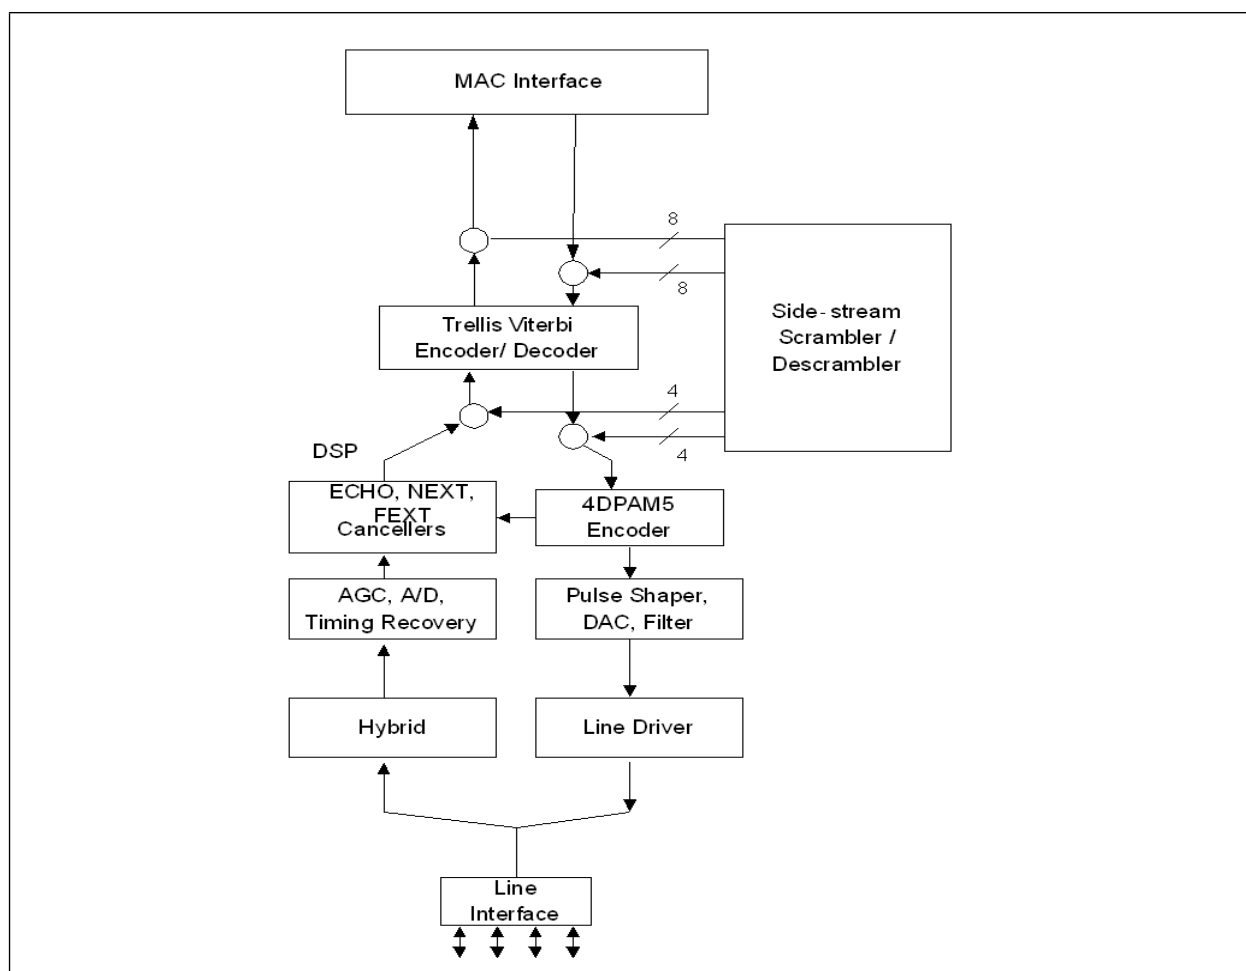 MAC Interface
8
8
Side-stream
Scrambler /
Descrambler
Trellis Viterbi
Encoder/ Decoder
4
4
DSP
ECHO, NEXT,
FEXT
Cancellers
4DPAM5
Encoder
AGC, A/D,
Timing Recovery
Pulse Shaper,
DAC, Filter
Hybrid
Line Driver
Line
Interface